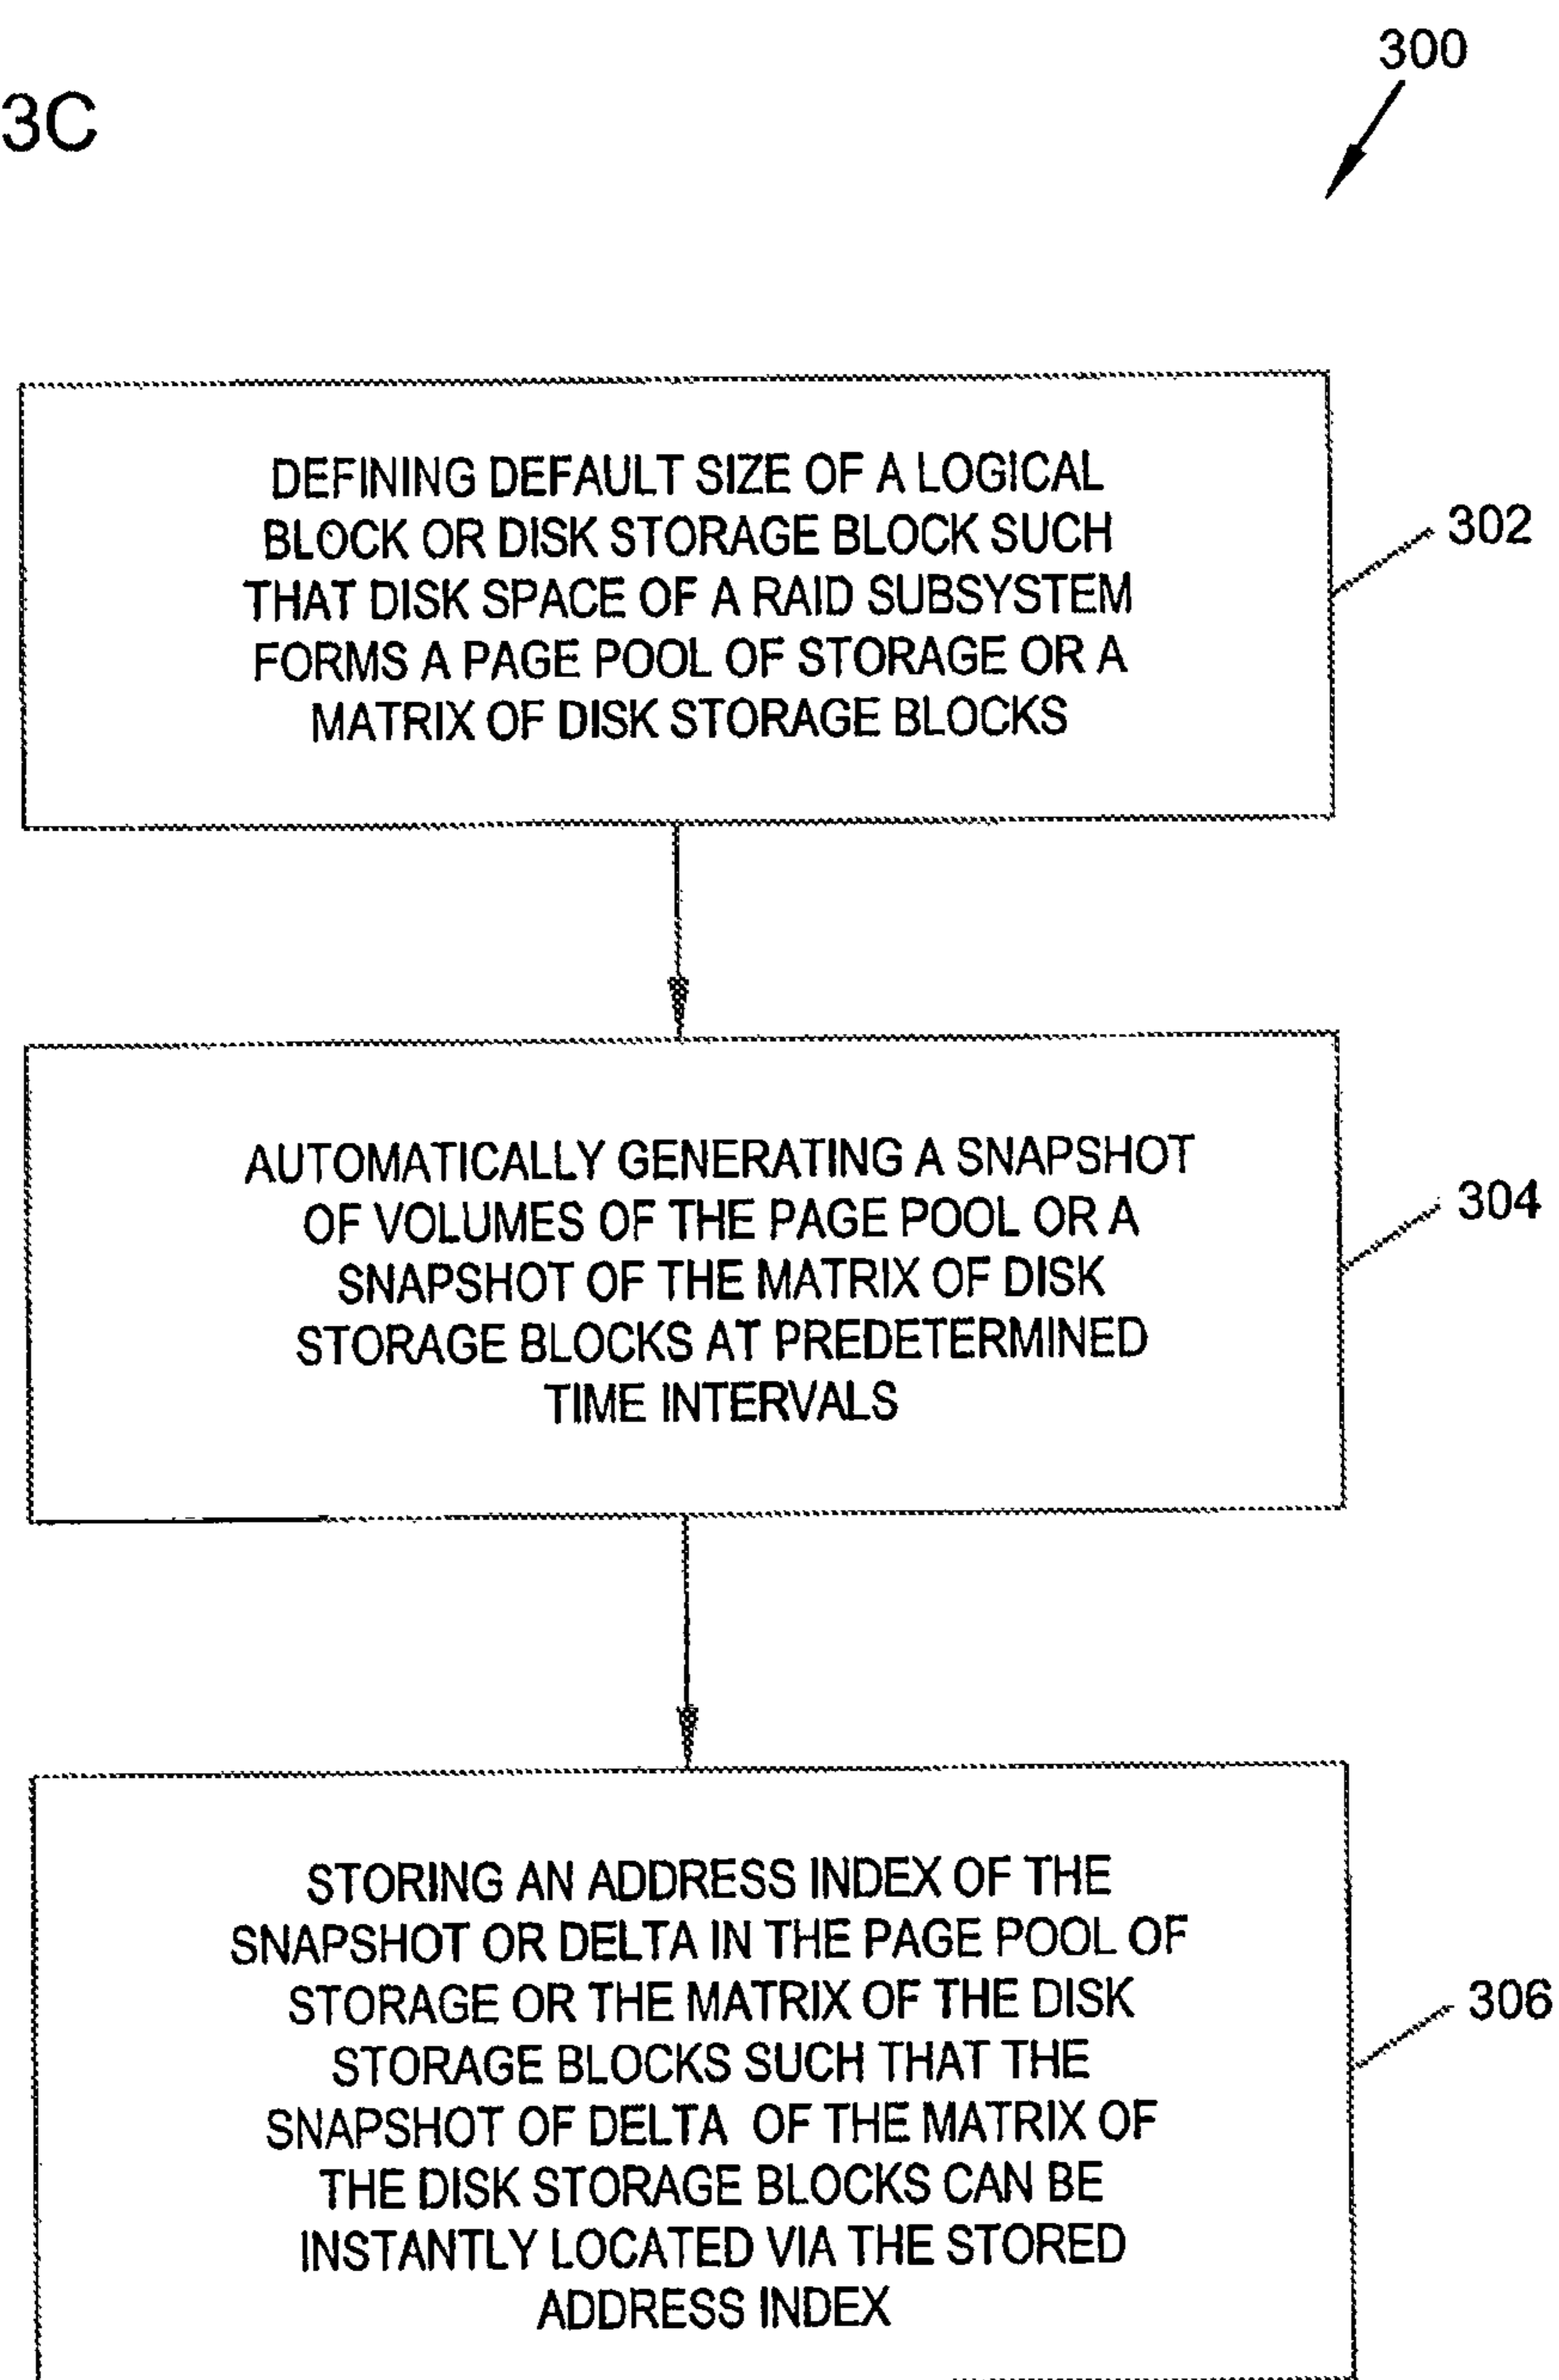 300
3C
DEFINING DEFAULT SIZE OF A LOGICAL
BLOCK OR DISK STORAGE BLOCK SUCH
THAT DISK SPACE OF A RAID SUBSYSTEM
FORMS A PAGE POOL OF STORAGE OR A
MATRIX OF DISK STORAGE BLOCKS
302
AUTOMATICALLY GENERATING A SNAPSHOT
OF VOLUMES OF THE PAGE POOL OR A
SNAPSHOT OF THE MATRIX OF DISK
STORAGE BLOCKS AT PREDETERMINED
TIME INTERVALS
304
STORING AN ADDRESS INDEX OF THE
SNAPSHOT OR DELTA IN THE PAGE POOL OF
STORAGE OR THE MATRIX OF THE DISK
STORAGE BLOCKS SUCH THAT THE
SNAPSHOT OF DELTA OF THE MATRIX OF
THE DISK STORAGE BLOCKS CAN BE
INSTANTLY LOCATED VIA THE STORED
ADDRESS INDEX
306